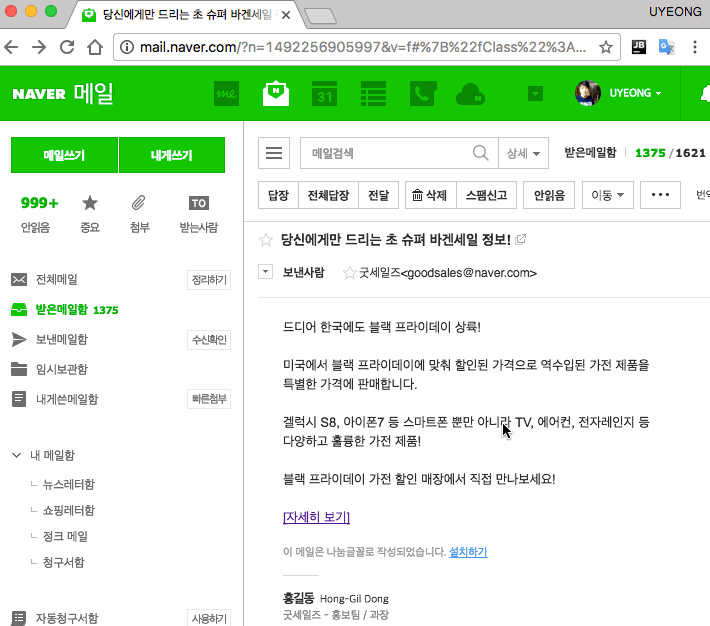 당신에게만 드리는 초 슈펴 바겐세일
UYEONG
mail.naver.com/?n=1492256905997&v=f#%7B%22fClass%22%3A...
JB
NAVER 메일
me
N
31
N
UYEONG
메일쓰기
내게쓰기
메일검색
상세
받은메일함
1375 / 1621
답장
전체답장
전달
삭제
스팸신고
안읽음
이동
번역
999+
TO
안읽음
중요
첨부
받는사람
당신에게만 드리는 초 슈펴 바겐세일 정보!
보낸사람
굿세일즈<goodsales@naver.com>
전체메일
정리하기
받은메일함 1375
보낸메일함
수신확인
임시보관함
내게쓴메일함
빠른첨부
내 메일함
뉴스레터함
쇼핑레터함
정크 메일
청구서함
자동청구서함
사용하기
드디어 한국에도 블랙 프라이데이 상륙!
미국에서 블랙 프라이데이에 맞춰 할인된 가격으로 역수입된 가전 제품을
특별한 가격에 판매합니다.
겔럭시 S8, 아이폰7 등 스마트폰 뿐만 아니라 TV, 에어컨, 전자레인지 등
다양하고 훌륭한 가전 제품!
블랙 프라이데이 가전 할인 매장에서 직접 만나보세요!
[자세히 보기]
이 메일은 나눔글꼴로 작성되었습니다. 설치하기
홍길동 Hong-Gil Dong
굿세일즈 - 홍보팀 / 과장